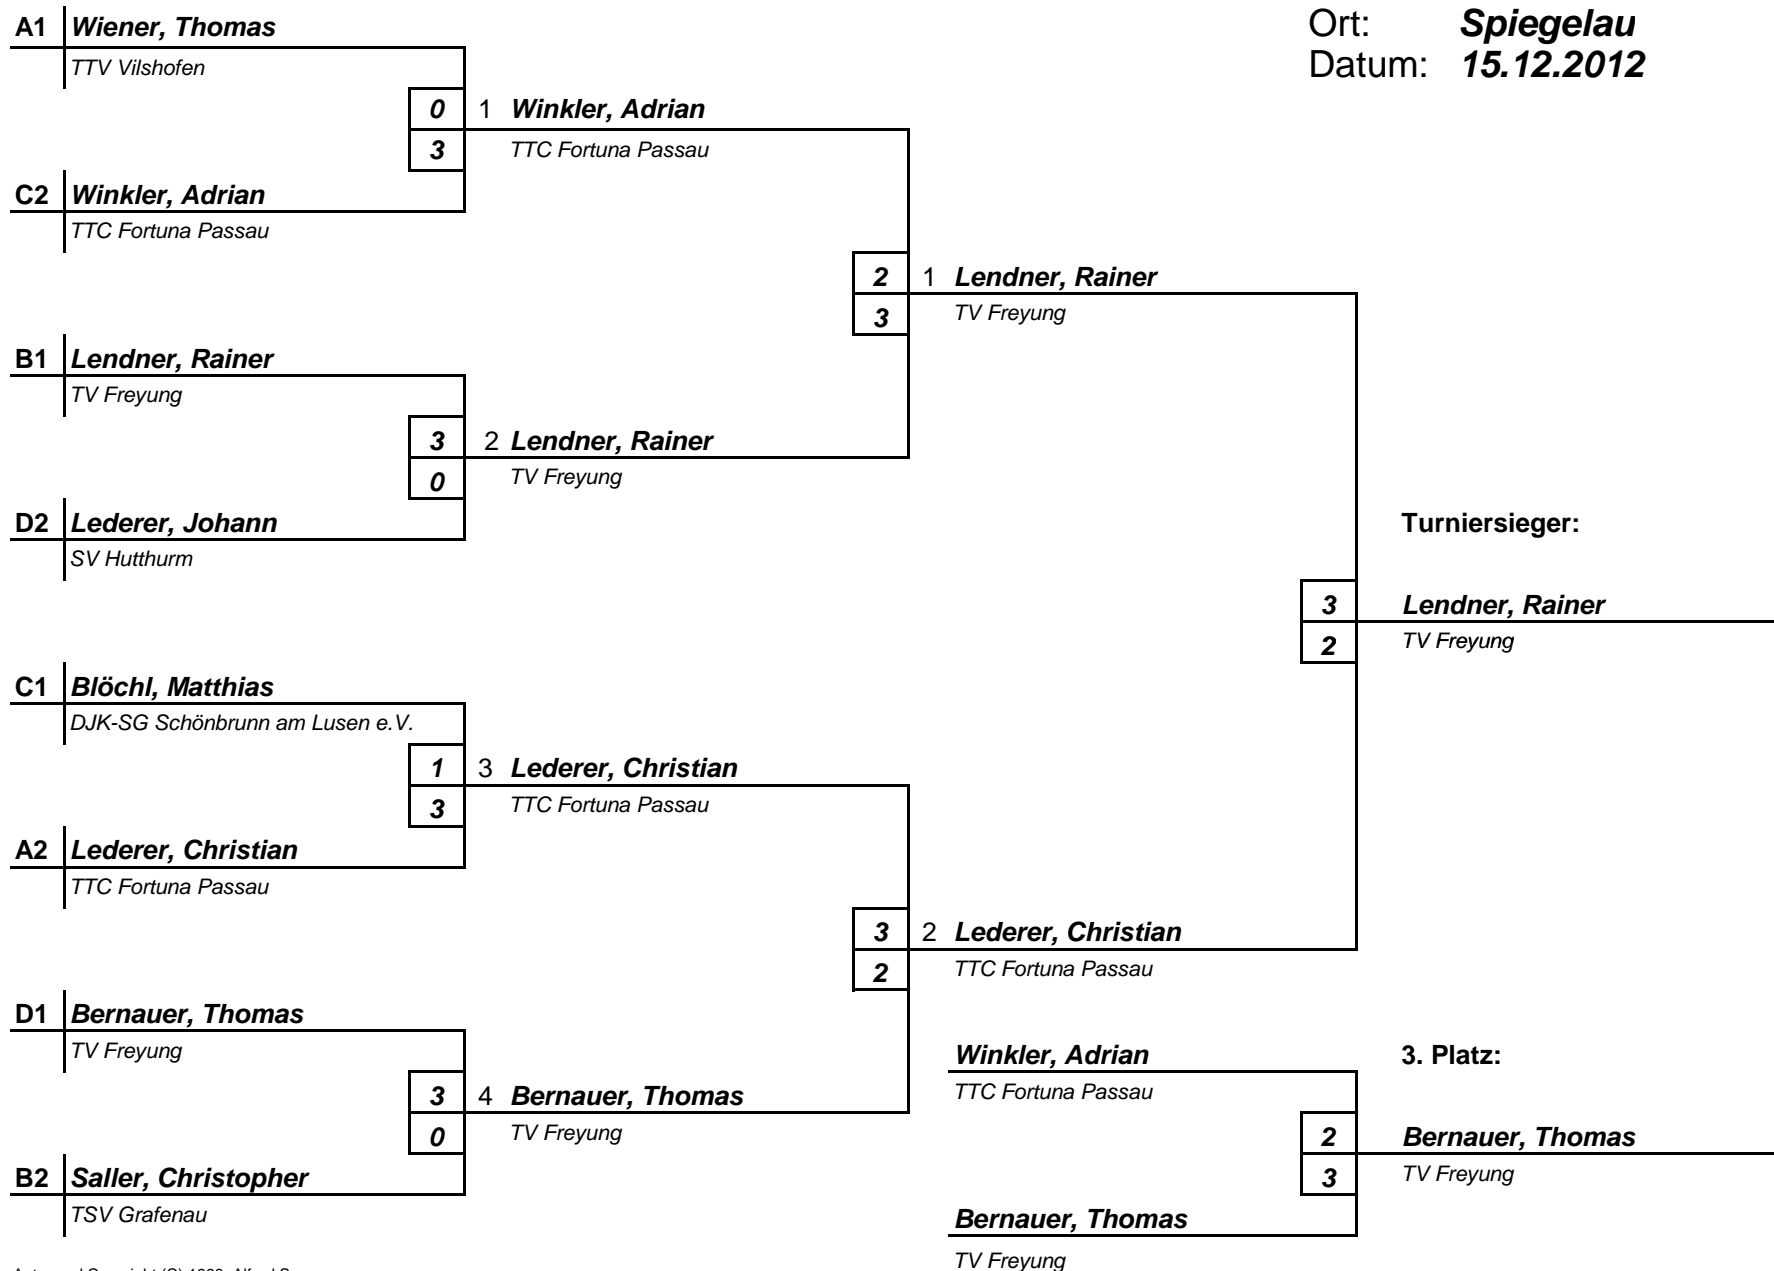 A1 Wiener, Thomas
TTV Vilshofen
Ort: Spiegelau
Datum: 15.12.2012
0 1 Winkler, Adrian
3 TTC Fortuna Passau
C2 Winkler, Adrian
TTC Fortuna Passau
2 1 Lendner, Rainer
3 TV Freyung
B1 Lendner, Rainer
TV Freyung
3 2 Lendner, Rainer
0 TV Freyung
D2 Lederer, Johann
SV Hutthurm
Turniersieger:
3 Lendner, Rainer
2 TV Freyung
C1 Blöchl, Matthias
DJK-SG Schönbrunn am Lusen e.V.
1 3 Lederer, Christian
3 TTC Fortuna Passau
A2 Lederer, Christian
TTC Fortuna Passau
3 2 Lederer, Christian
2 TTC Fortuna Passau
D1 Bernauer, Thomas
TV Freyung
Winkler, Adrian
TTC Fortuna Passau
3. Platz:
3 4 Bernauer, Thomas
0 TV Freyung
2 Bernauer, Thomas
3 TV Freyung
B2 Saller, Christopher
TSV Grafenau
Bernauer, Thomas
TV Freyung